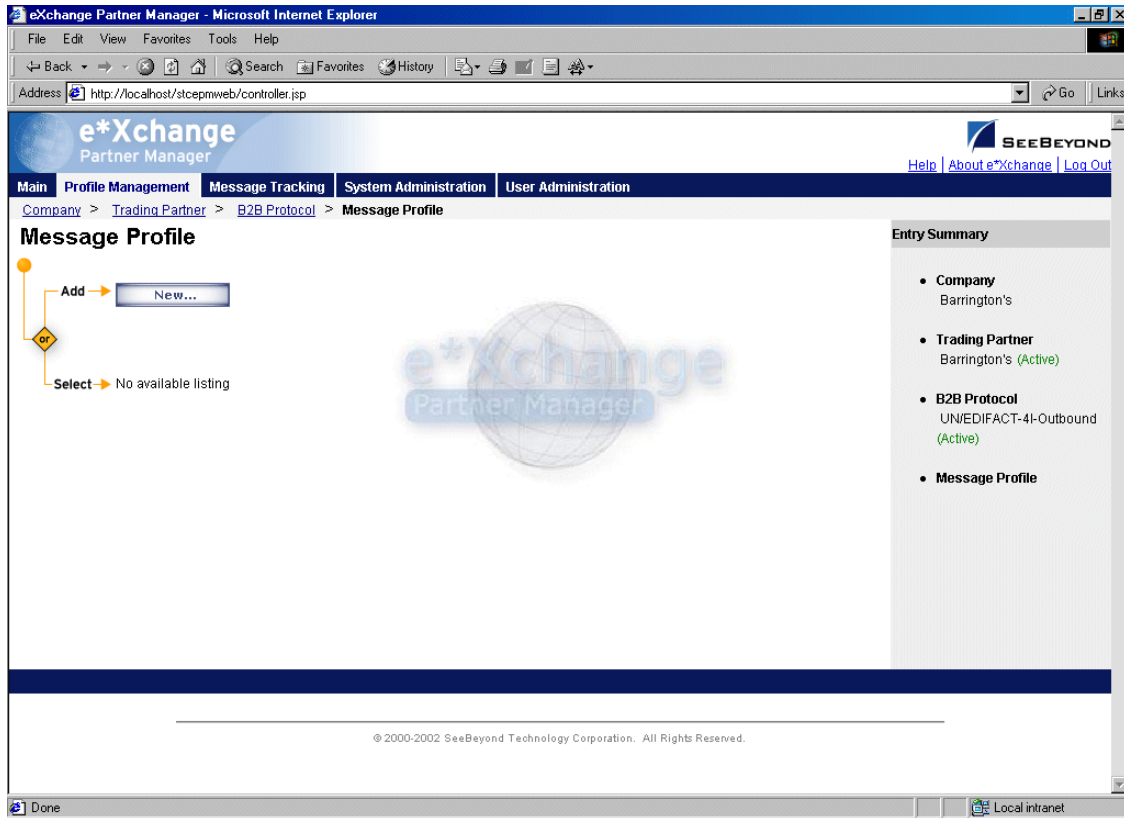 eXchange Partner Manager - Microsoft Internet Explorer
File Edit View Favorites Tools Help
Back Search Favorites History
Address http://localhost/stcepmweb/controller.jsp Go Links
e*Xchange
Partner Manager
SEEBEYOND
Help | About e*Xchange | Log Out
Main Profile Management Message Tracking System Administration User Administration
Company > Trading Partner > B2B Protocol > Message Profile
Message Profile
Add New...
or
Select No available listing
e*Xchange
Partner Manager
Entry Summary
• Company
Barrington's
• Trading Partner
Barrington's (Active)
• B2B Protocol
UN/EDIFACT-4I-Outbound
(Active)
• Message Profile
© 2000-2002 SeeBeyond Technology Corporation. All Rights Reserved.
Done Local intranet